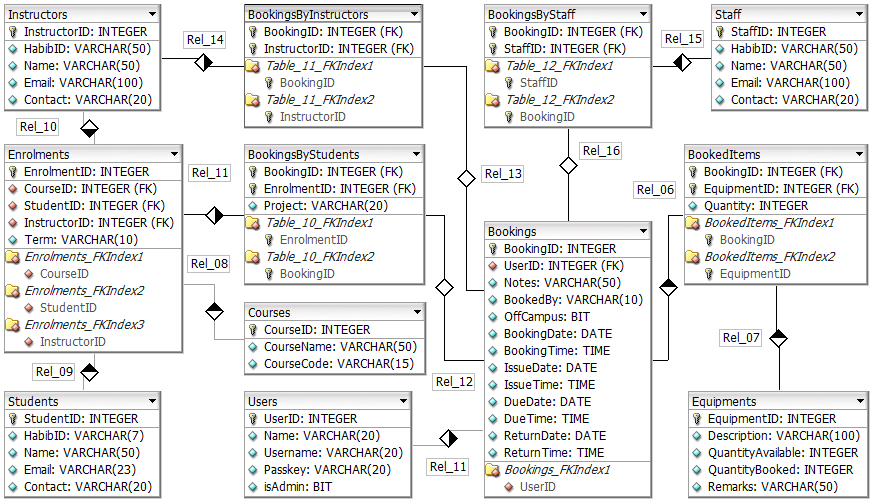 Instructors
InstructorID: INTEGER
HabibID: VARCHAR(50)
Name: VARCHAR(50)
Email: VARCHAR(100)
Contact: VARCHAR(20)
Rel_14
BookingsByInstructors
BookingID: INTEGER (FK)
InstructorID: INTEGER (FK)
Table_11_FKIndex1
BookingID
Table_11_FKIndex2
InstructorID
BookingsByStaff
BookingID: INTEGER (FK)
StaffID: INTEGER (FK)
Table_12_FKIndex1
StaffID
Table_12_FKIndex2
BookingID
Rel_15
Staff
StaffID: INTEGER
HabibID: VARCHAR(50)
Name: VARCHAR(50)
Email: VARCHAR(100)
Contact: VARCHAR(20)
Rel_10
Enrolments
EnrolmentID: INTEGER
CourseID: INTEGER (FK)
StudentID: INTEGER (FK)
InstructorID: INTEGER (FK)
Term: VARCHAR(10)
Enrolments_FKIndex1
CourseID
Enrolments_FKIndex2
StudentID
Enrolments_FKIndex3
InstructorID
Rel_11
BookingsByStudents
BookingID: INTEGER (FK)
EnrolmentID: INTEGER (FK)
Project: VARCHAR(20)
Table_10_FKIndex1
EnrolmentID
Table_10_FKIndex2
BookingID
Rel_13
Rel_16
Rel_06
BookedItems
BookingID: INTEGER (FK)
EquipmentID: INTEGER (FK)
Quantity: INTEGER
BookedItems_FKIndex1
BookingID
BookedItems_FKIndex2
EquipmentID
Rel_08
Courses
CourseID: INTEGER
CourseName: VARCHAR(50)
CourseCode: VARCHAR(15)
Bookings
BookingID: INTEGER
UserID: INTEGER (FK)
Notes: VARCHAR(50)
BookedBy: VARCHAR(10)
OffCampus: BIT
BookingDate: DATE
BookingTime: TIME
IssueDate: DATE
IssueTime: TIME
DueDate: DATE
DueTime: TIME
ReturnDate: DATE
ReturnTime: TIME
Bookings_FKIndex1
UserID
Rel_07
Rel_09
Rel_12
Students
StudentID: INTEGER
HabibID: VARCHAR(7)
Name: VARCHAR(50)
Email: VARCHAR(23)
Contact: VARCHAR(20)
Users
UserID: INTEGER
Name: VARCHAR(20)
Username: VARCHAR(20)
Passkey: VARCHAR(20)
isAdmin: BIT
Rel_11
Equipments
EquipmentID: INTEGER
Description: VARCHAR(100)
QuantityAvailable: INTEGER
QuantityBooked: INTEGER
Remarks: VARCHAR(50)